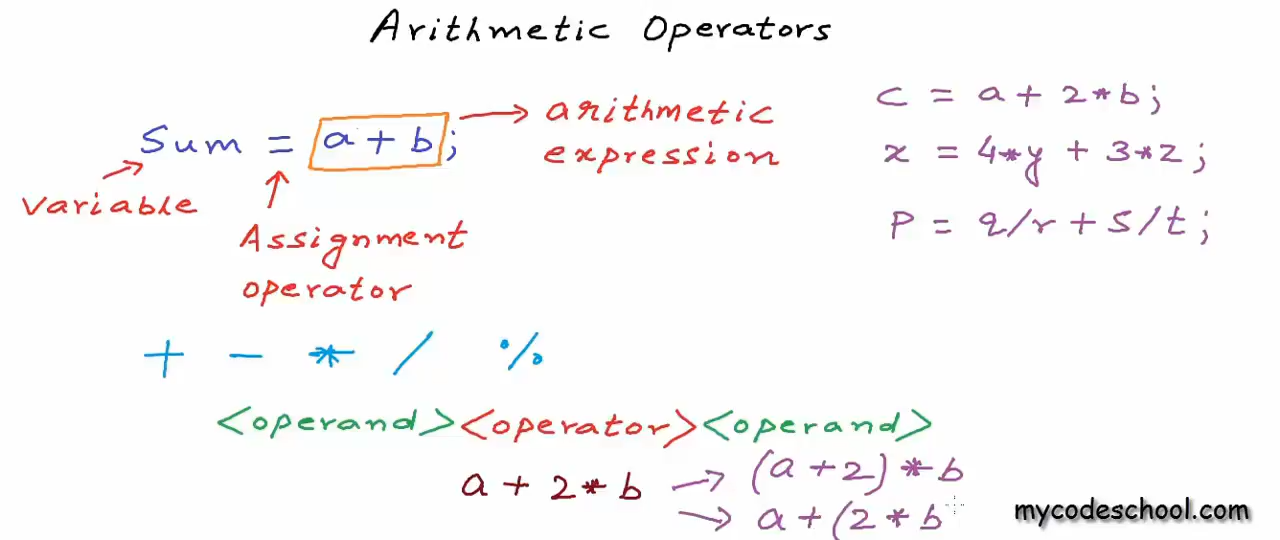 Arithmetic Operators
Sum = a + b; → arithmetic expression
variable
Assignment operator
c = a + 2*b;
x = 4*y + 3*z;
P = q/r + s/t;
+ - * / %
<operand><operator><operand>
a + 2*b → (a+2)*b
→ a+(2*b
mycodeschool.com